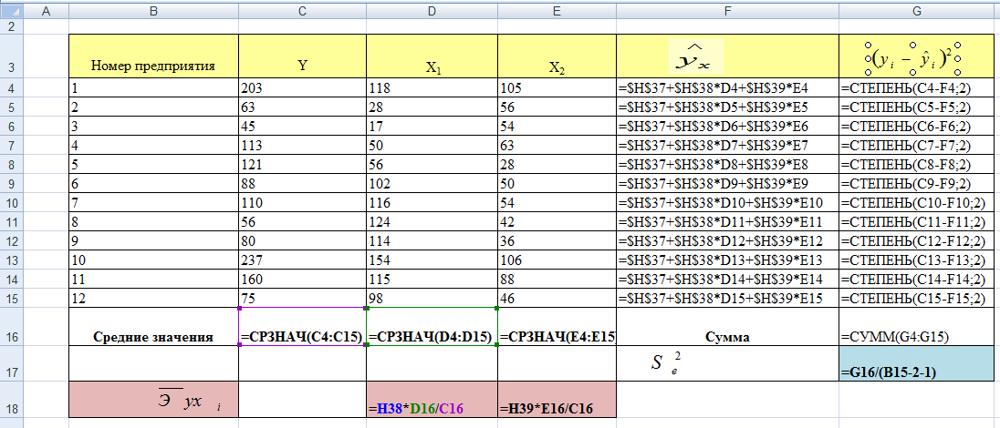 A B C D E F G
2
3 Номер предприятия Y X₁ X₂ ŷₓ (yᵢ − ŷᵢ)²
4 1 203 118 105 =$H$37+$H$38*D4+$H$39*E4 =СТЕПЕНЬ(C4-F4;2)
5 2 63 28 56 =$H$37+$H$38*D5+$H$39*E5 =СТЕПЕНЬ(C5-F5;2)
6 3 45 17 54 =$H$37+$H$38*D6+$H$39*E6 =СТЕПЕНЬ(C6-F6;2)
7 4 113 50 63 =$H$37+$H$38*D7+$H$39*E7 =СТЕПЕНЬ(C7-F7;2)
8 5 121 56 28 =$H$37+$H$38*D8+$H$39*E8 =СТЕПЕНЬ(C8-F8;2)
9 6 88 102 50 =$H$37+$H$38*D9+$H$39*E9 =СТЕПЕНЬ(C9-F9;2)
10 7 110 116 54 =$H$37+$H$38*D10+$H$39*E10 =СТЕПЕНЬ(C10-F10;2)
11 8 56 124 42 =$H$37+$H$38*D11+$H$39*E11 =СТЕПЕНЬ(C11-F11;2)
12 9 80 114 36 =$H$37+$H$38*D12+$H$39*E12 =СТЕПЕНЬ(C12-F12;2)
13 10 237 154 106 =$H$37+$H$38*D13+$H$39*E13 =СТЕПЕНЬ(C13-F13;2)
14 11 160 115 88 =$H$37+$H$38*D14+$H$39*E14 =СТЕПЕНЬ(C14-F14;2)
15 12 75 98 46 =$H$37+$H$38*D15+$H$39*E15 =СТЕПЕНЬ(C15-F15;2)
16 Средние значения =СРЗНАЧ(C4:C15) =СРЗНАЧ(D4:D15) =СРЗНАЧ(E4:E15) Сумма =СУММ(G4:G15)
17 S e 2 =G16/(B15-2-1)
18 Э yx i =H38*D16/C16 =H39*E16/C16